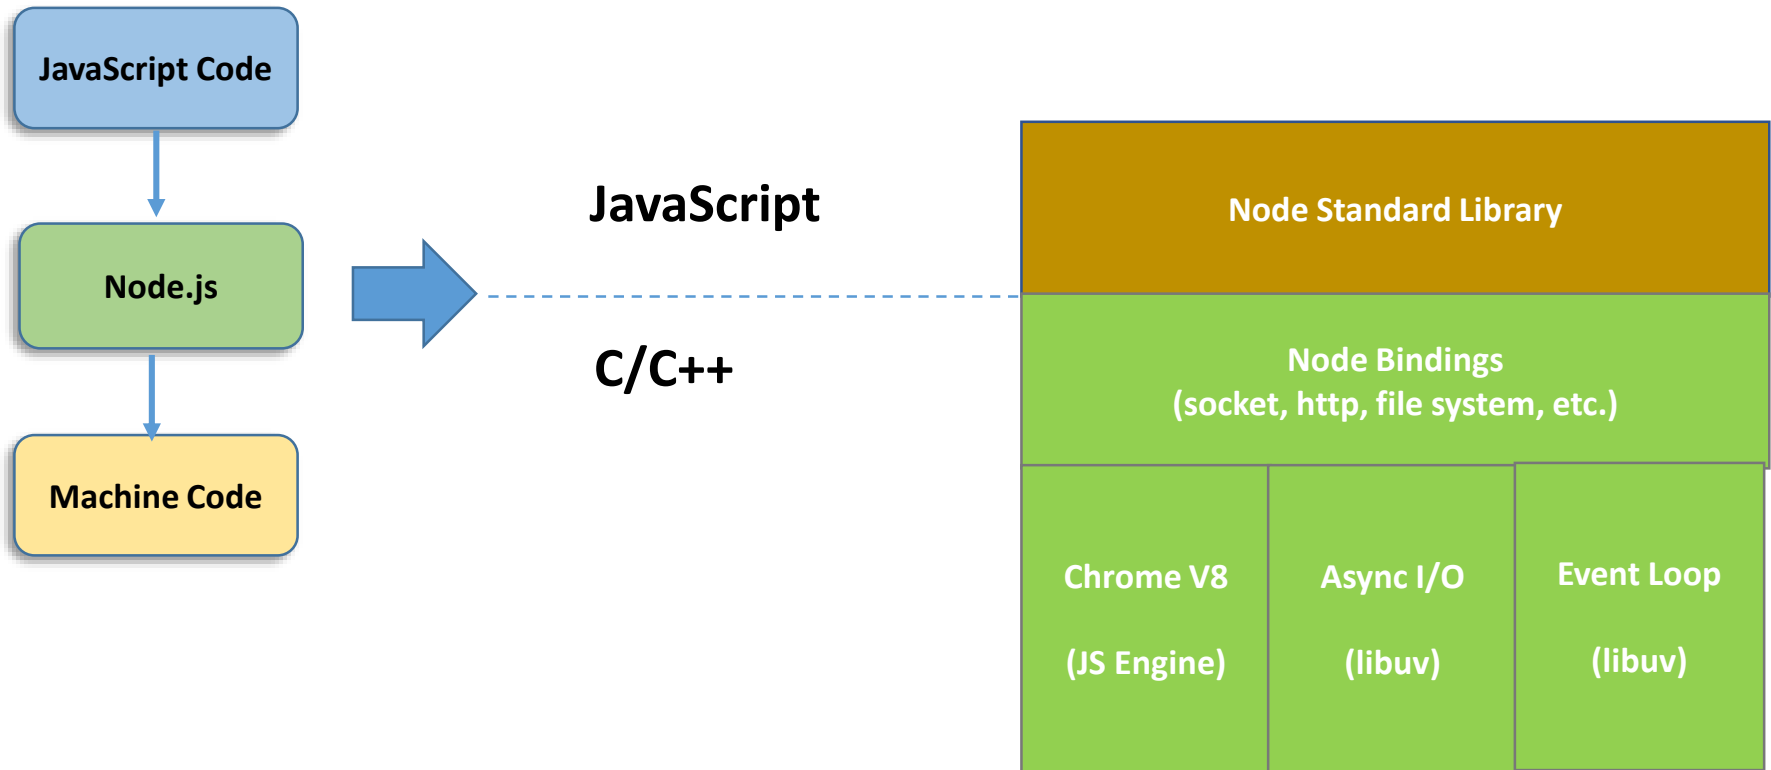 JavaScript Code
Node.js
Machine Code
JavaScript
C/C++
Node Standard Library
Node Bindings
(socket, http, file system, etc.)
Chrome V8
(JS Engine)
Async I/O
(libuv)
Event Loop
(libuv)